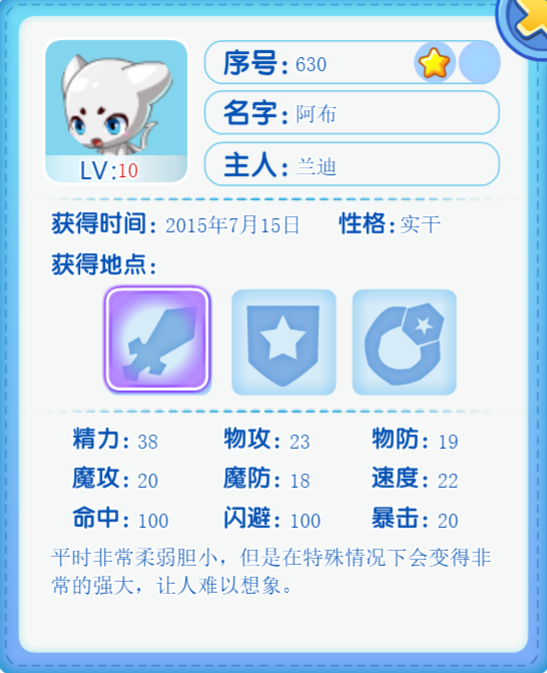 序号：630
名字：阿布
LV:10
主人：兰迪
获得时间：2015年7月15日 性格：实干
获得地点：
精力：38 物攻：23 物防：19
魔攻：20 魔防：18 速度：22
命中：100 闪避：100 暴击：20
平时非常柔弱胆小，但是在特殊情况下会变得非
常的强大，让人难以想象。